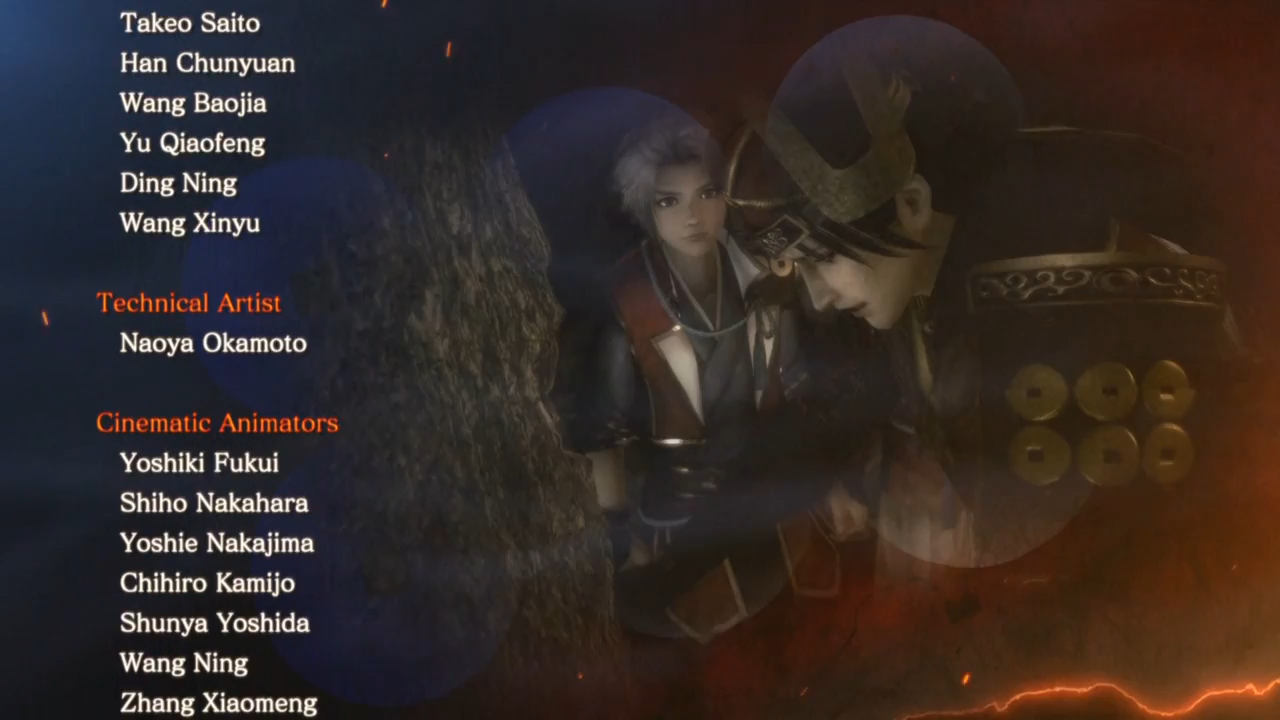 Takeo Saito
Han Chunyuan
Wang Baojia
Yu Qiaofeng
Ding Ning
Wang Xinyu
Technical Artist
Naoya Okamoto
Cinematic Animators
Yoshiki Fukui
Shiho Nakahara
Yoshie Nakajima
Chihiro Kamijo
Shunya Yoshida
Wang Ning
Zhang Xiaomeng